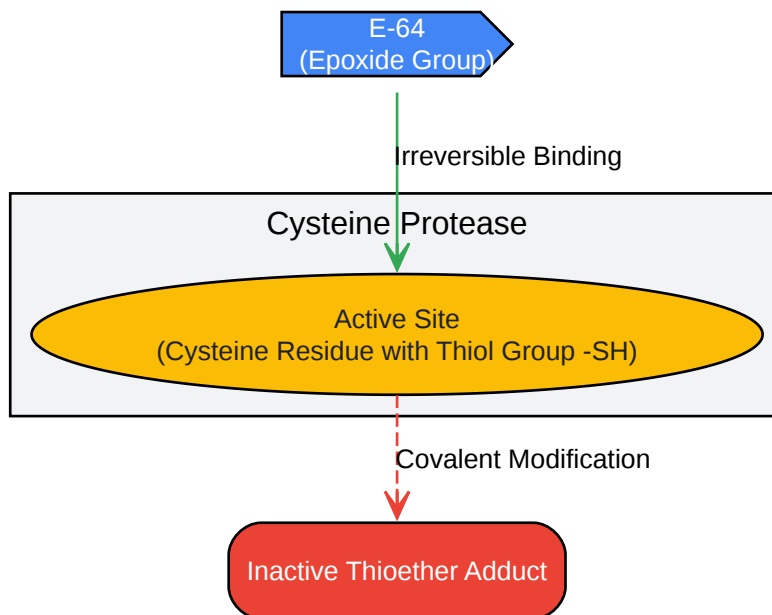 E-64
(Epoxide Group)
Irreversible Binding
Cysteine Protease
Active Site
(Cysteine Residue with Thiol Group -SH)
Covalent Modification
Inactive Thioether Adduct